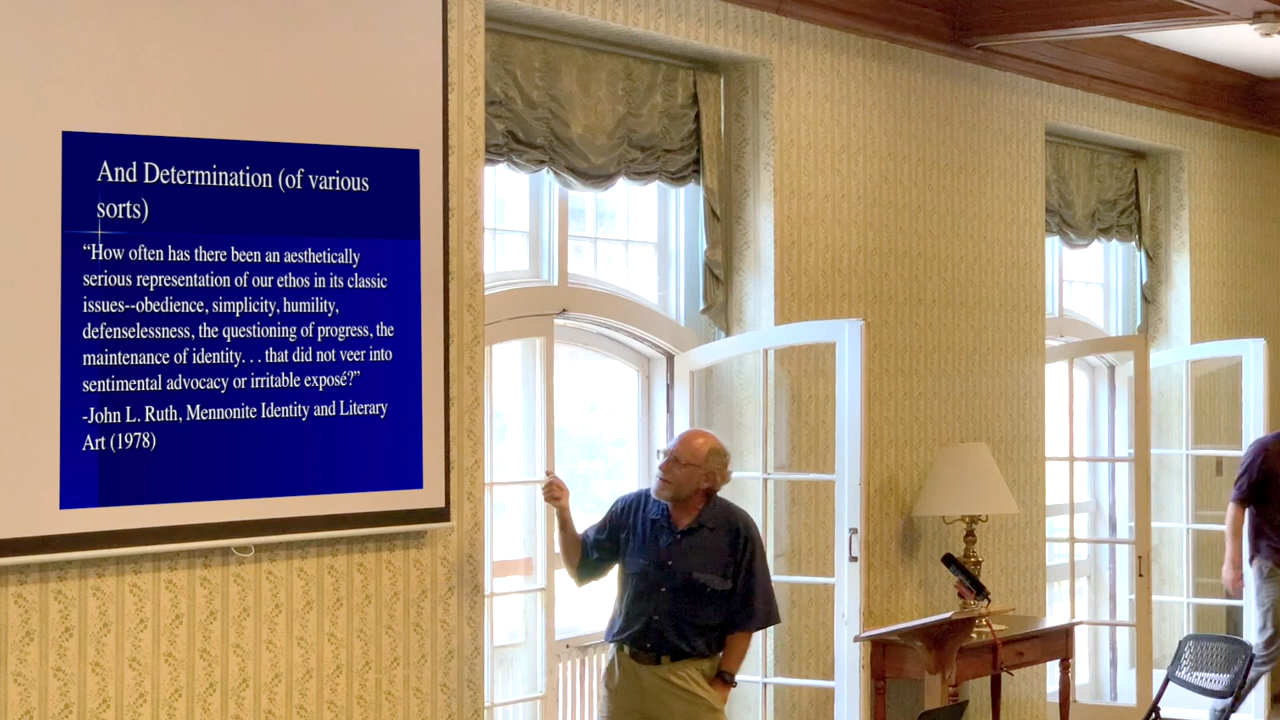 And Determination (of various
sorts)
“How often has there been an aesthetically
serious representation of our ethos in its classic
issues--obedience, simplicity, humility,
defenselessness, the questioning of progress, the
maintenance of identity. . . that did not veer into
sentimental advocacy or irritable exposé?”
-John L. Ruth, Mennonite Identity and Literary
Art (1978)